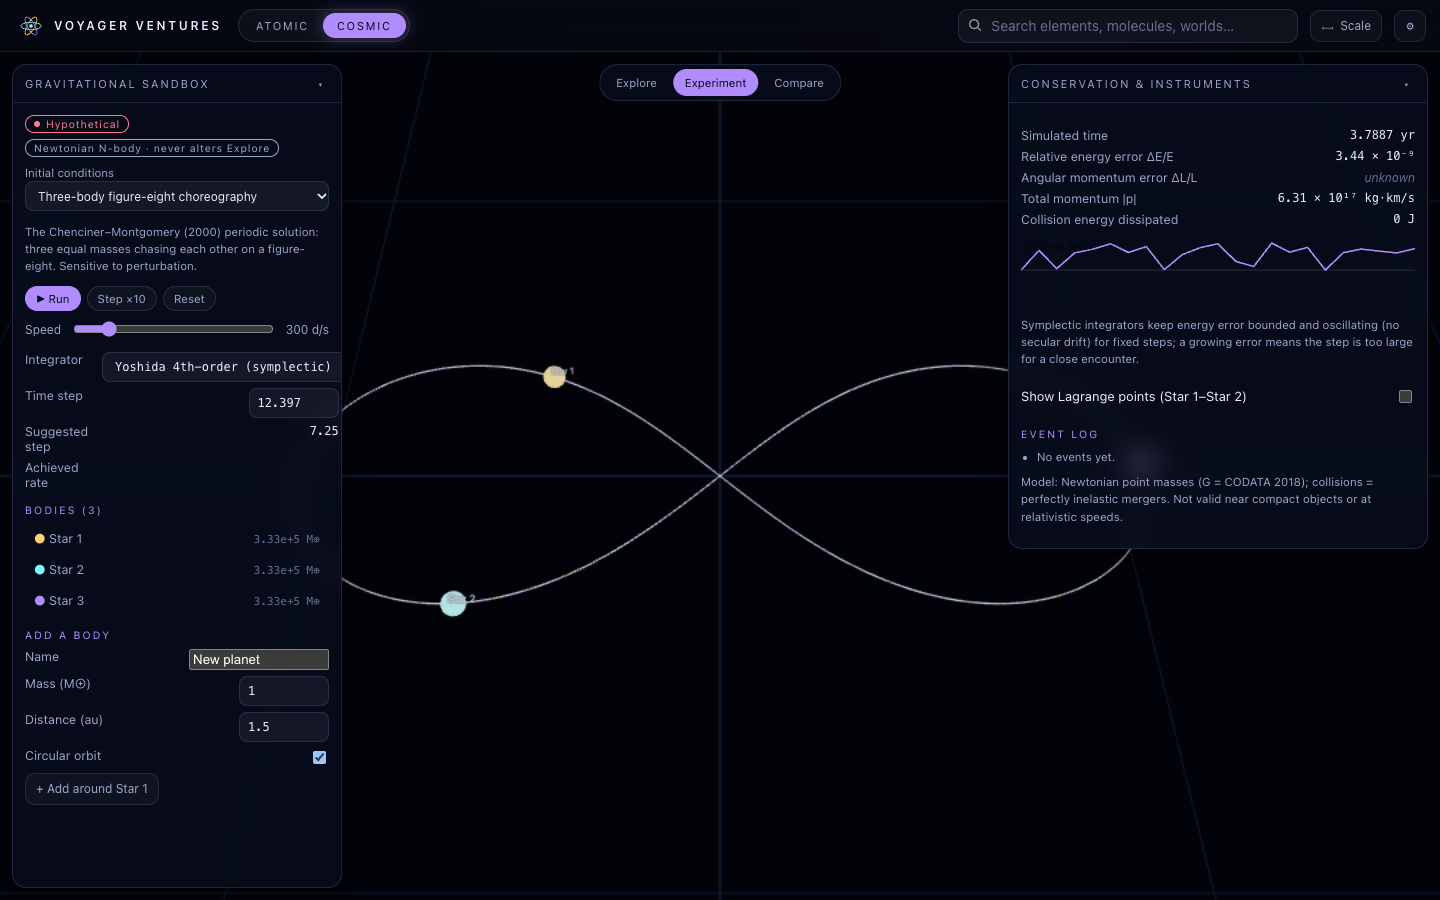 VOYAGER VENTURES
ATOMIC
COSMIC
Search elements, molecules, worlds...
Scale
GRAVITATIONAL SANDBOX
Hypothetical
Newtonian N-body · never alters Explore
Initial conditions
Three-body figure-eight choreography
The Chenciner–Montgomery (2000) periodic solution:
three equal masses chasing each other on a figure-
eight. Sensitive to perturbation.
Run
Step ×10
Reset
Speed
300 d/s
Integrator
Yoshida 4th-order (symplectic)
Time step
12.397
Suggested
step
7.25
Achieved
rate
BODIES (3)
Star 1
3.33e+5 M⊕
Star 2
3.33e+5 M⊕
Star 3
3.33e+5 M⊕
ADD A BODY
Name
New planet
Mass (M⊕)
1
Distance (au)
1.5
Circular orbit
+ Add around Star 1
Explore
Experiment
Compare
CONSERVATION & INSTRUMENTS
Simulated time
3.7887 yr
Relative energy error ΔE/E
3.44 × 10⁻⁹
Angular momentum error ΔL/L
unknown
Total momentum |p|
6.31 × 10¹⁷ kg·km/s
Collision energy dissipated
0 J
Symplectic integrators keep energy error bounded and oscillating (no
secular drift) for fixed steps; a growing error means the step is too large
for a close encounter.
Show Lagrange points (Star 1–Star 2)
EVENT LOG
No events yet.
Model: Newtonian point masses (G = CODATA 2018); collisions =
perfectly inelastic mergers. Not valid near compact objects or at
relativistic speeds.